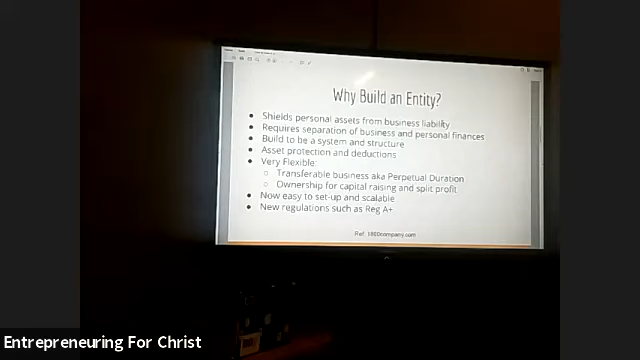 Why Build an Entity?
Shields personal assets from business liability
Requires separation of business and personal finances
Build to be a system and structure
Asset protection and deductions
Very Flexible:
Transferable business aka Perpetual Duration
Ownership for capital raising and split profit
Now easy to set-up and scalable
New regulations such as Reg A+
Ref: 1800company.com
Entrepreneuring For Christ